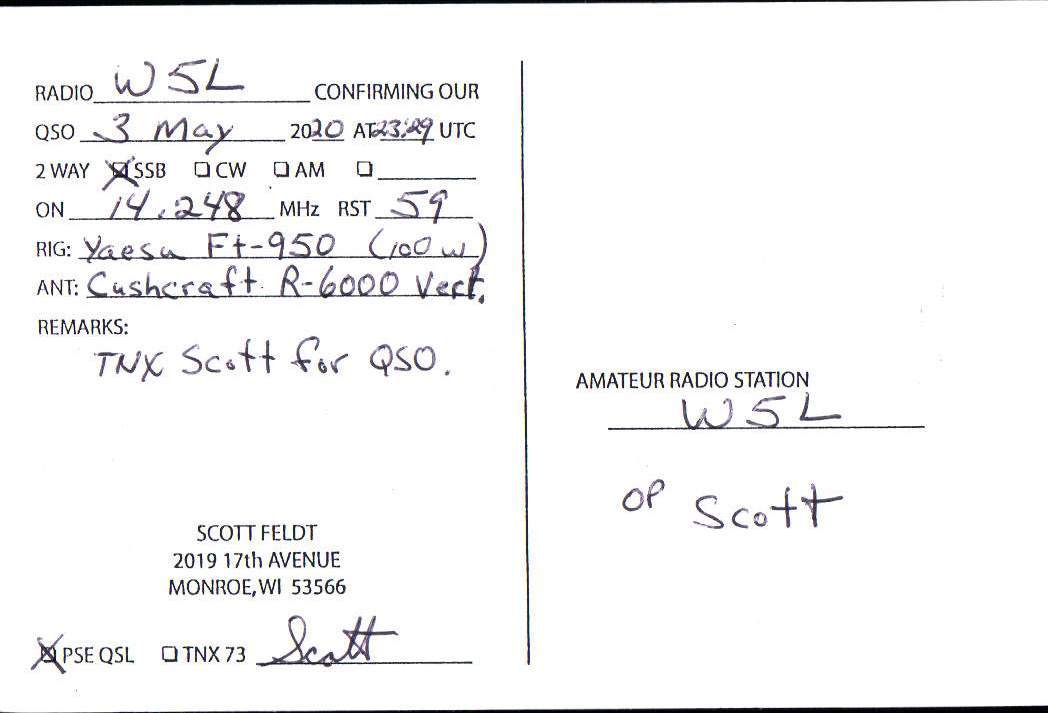 RADIO W5L CONFIRMING OUR
QSO 3 May 2020 AT 23:29 UTC
2 WAY ☒ SSB ☐ CW ☐ AM ☐
ON 14.248 MHz RST 59
RIG: Yaesu Ft-950 (100w)
ANT: Cushcraft R-6000 Vert.
REMARKS:
TNX Scott for QSO.
SCOTT FELDT
2019 17th AVENUE
MONROE, WI 53566
☒ PSE QSL ☐ TNX 73 Scott
AMATEUR RADIO STATION
W5L
OP Scott